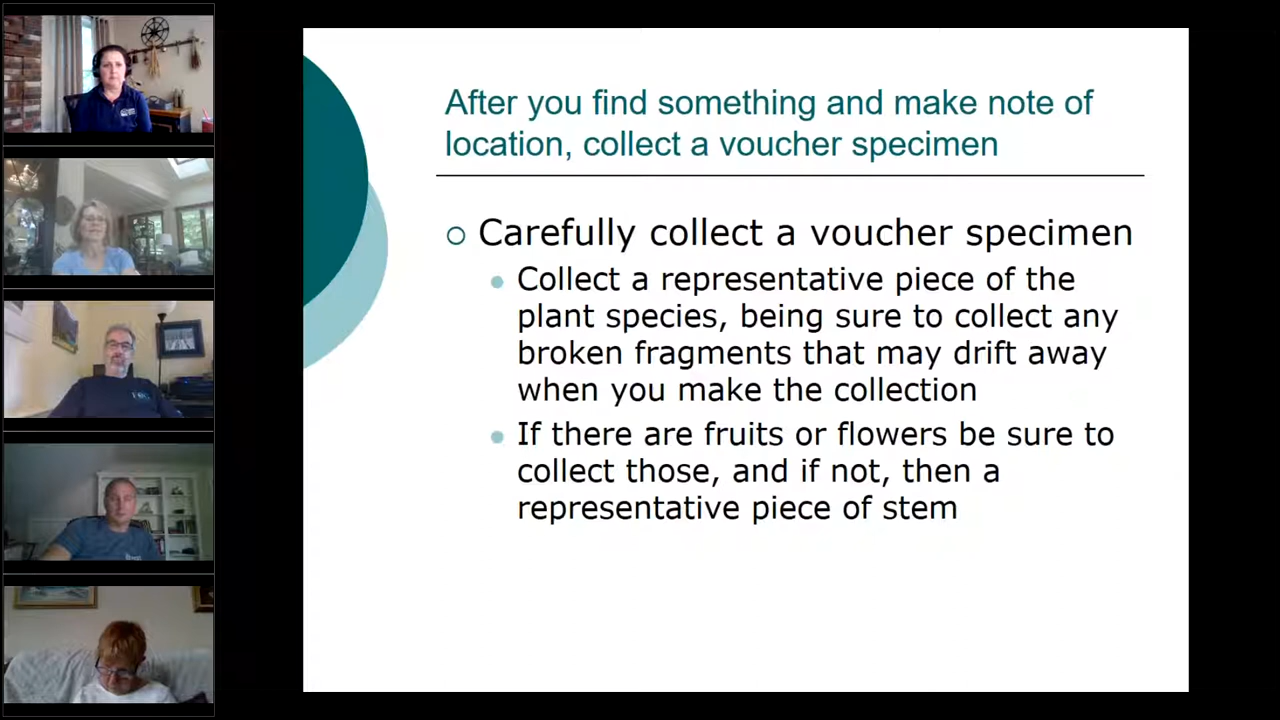 After you find something and make note of
location, collect a voucher specimen
Carefully collect a voucher specimen
Collect a representative piece of the
plant species, being sure to collect any
broken fragments that may drift away
when you make the collection
If there are fruits or flowers be sure to
collect those, and if not, then a
representative piece of stem